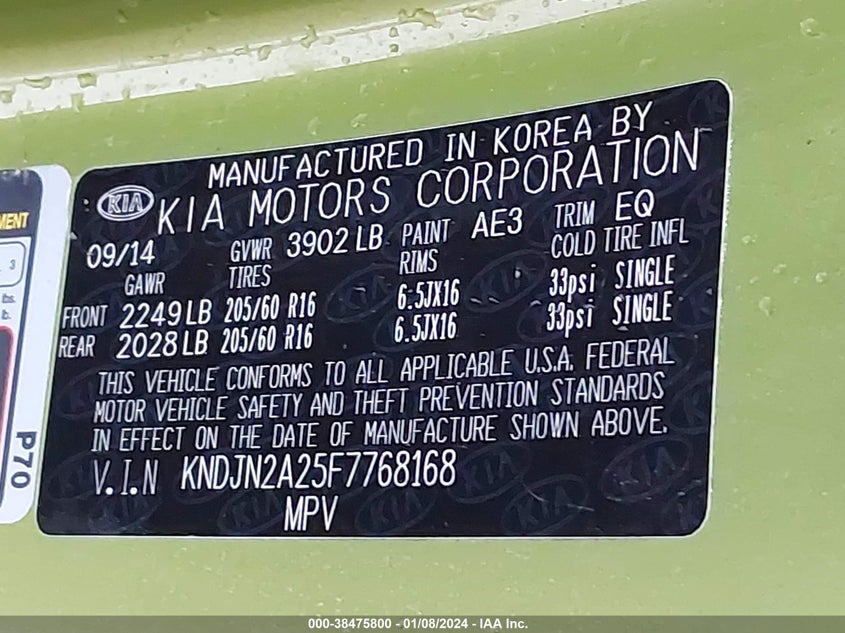 MANUFACTURED IN KOREA BY
KIA KIA MOTORS CORPORATION
09/14 GVWR 3902 LB PAINT AE3 TRIM EQ
GAWR TIRES RIMS COLD TIRE INFL
FRONT 2249 LB 205/60 R16 6.5JX16 33psi SINGLE
REAR 2028 LB 205/60 R16 6.5JX16 33psi SINGLE
THIS VEHICLE CONFORMS TO ALL APPLICABLE U.S.A. FEDERAL
MOTOR VEHICLE SAFETY AND THEFT PREVENTION STANDARDS
IN EFFECT ON THE DATE OF MANUFACTURE SHOWN ABOVE.
V.I.N KNDJN2A25F7768168
MPV
3
lbs.
P70
000-38475800 - 01/08/2024 - IAA Inc.